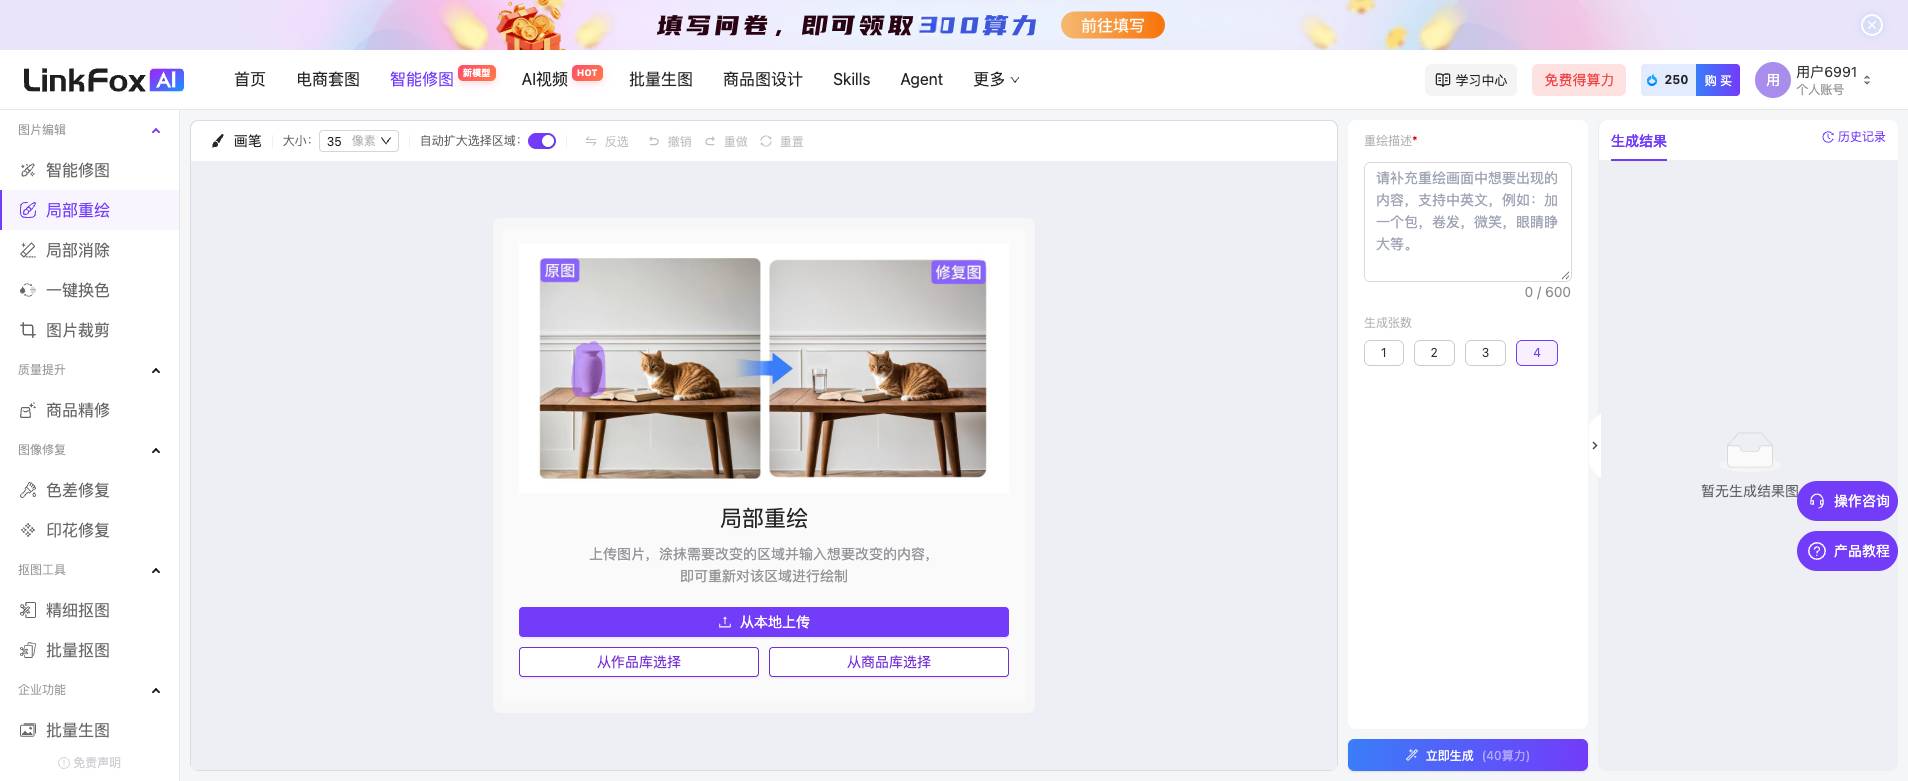 填写问卷，即可领取300算力
前往填写
LinkFox AI
首页
电商套图
智能修图
新模型
AI视频
HOT
批量生图
商品图设计
Skills
Agent
更多
学习中心
免费得算力
250
购买
用
用户6991
个人账号
图片编辑
智能修图
局部重绘
局部消除
一键换色
图片裁剪
质量提升
商品精修
图像修复
色差修复
印花修复
抠图工具
精细抠图
批量抠图
企业功能
批量生图
免责声明
画笔
大小：
35 像素
自动扩大选择区域：
反选
撤销
重做
重置
原图
修复图
局部重绘
上传图片，涂抹需要改变的区域并输入想要改变的内容，
即可重新对该区域进行绘制
从本地上传
从作品库选择
从商品库选择
重绘描述*
请补充重绘画面中想要出现的
内容，支持中英文，例如：加
一个包，卷发，微笑，眼睛睁
大等。
0 / 600
生成张数
1
2
3
4
立即生成 (40算力)
生成结果
历史记录
暂无生成结果图
操作咨询
产品教程